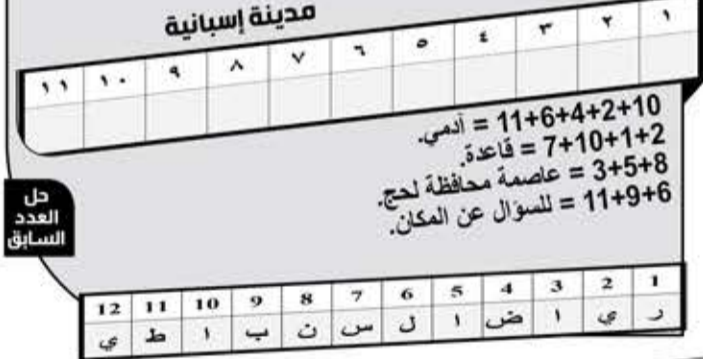 مدينة إسبانية
١ ٢ ٣ ٤ ٥ ٦ ٧ ٨ ٩ ١٠ ١١
10+2+4+6+11 = آدمي.
2+1+10+7 = قاعدة.
8+5+3 = عاصمة محافظة لحج.
6+9+11 = للسؤال عن المكان.
حل
العدد
السابق
1 2 3 4 5 6 7 8 9 10 11 12
ر ي ا ض ا ل س ن ب ا ط ي